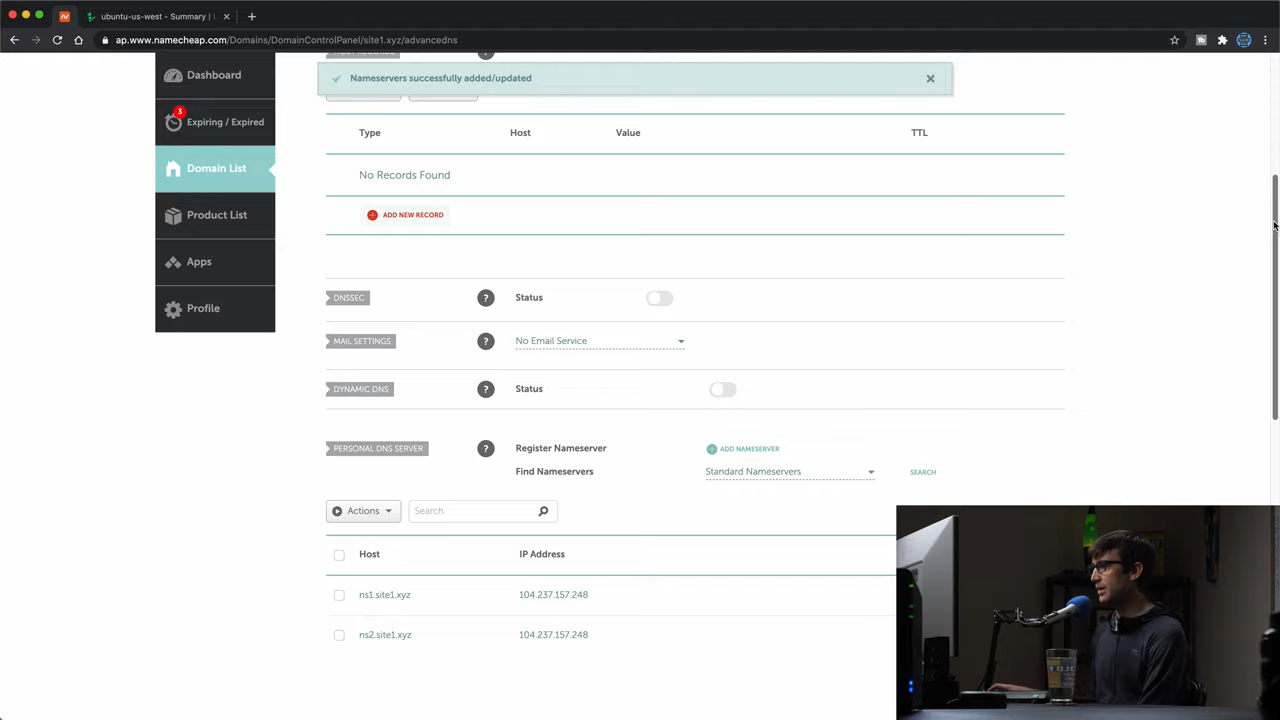 ubuntu-us-west - Summary | L
ap.www.namecheap.com/Domains/DomainControlPanel/site1.xyz/advancedns
Dashboard
3
Expiring / Expired
Domain List
Product List
Apps
Profile
Nameservers successfully added/updated
Type Host Value TTL
No Records Found
ADD NEW RECORD
DNSSEC ? Status
MAIL SETTINGS ? No Email Service
DYNAMIC DNS ? Status
PERSONAL DNS SERVER ? Register Nameserver ADD NAMESERVER
Find Nameservers Standard Nameservers SEARCH
Actions Search
Host IP Address
ns1.site1.xyz 104.237.157.248
ns2.site1.xyz 104.237.157.248